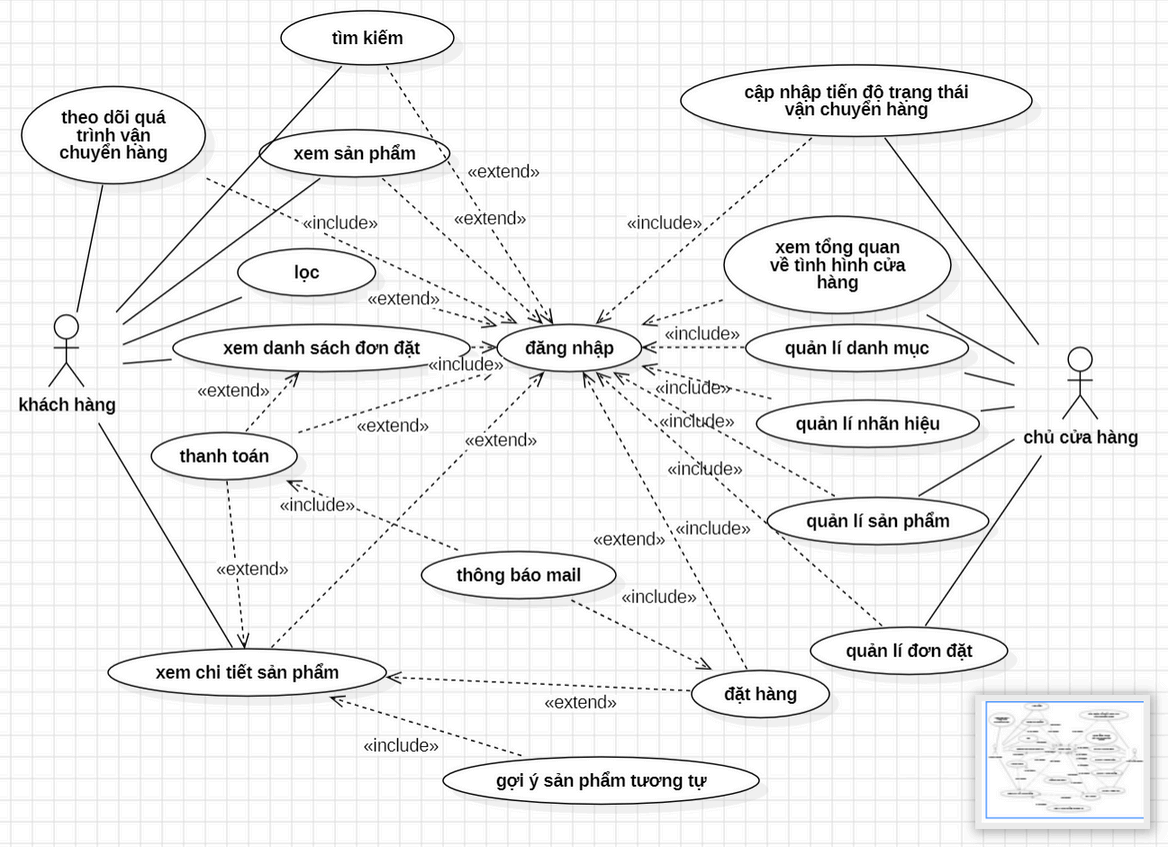 tìm kiếm
cập nhập tiến độ trạng thái
vận chuyển hàng
theo dõi quá
trình vận
chuyển hàng
xem sản phẩm
«extend»
«include»
«extend»
«include»
xem tổng quan
về tình hình cửa
hàng
lọc
«extend»
«include»
xem danh sách đơn đặt
đăng nhập
quản lí danh mục
«include»
«extend»
«include»
khách hàng
«extend»
«include»
quản lí nhãn hiệu
chủ cửa hàng
«extend»
thanh toán
«include»
«include»
quản lí sản phẩm
«extend»
«include»
«extend»
thông báo mail
«include»
quản lí đơn đặt
xem chi tiết sản phẩm
đặt hàng
«extend»
«include»
gợi ý sản phẩm tương tự